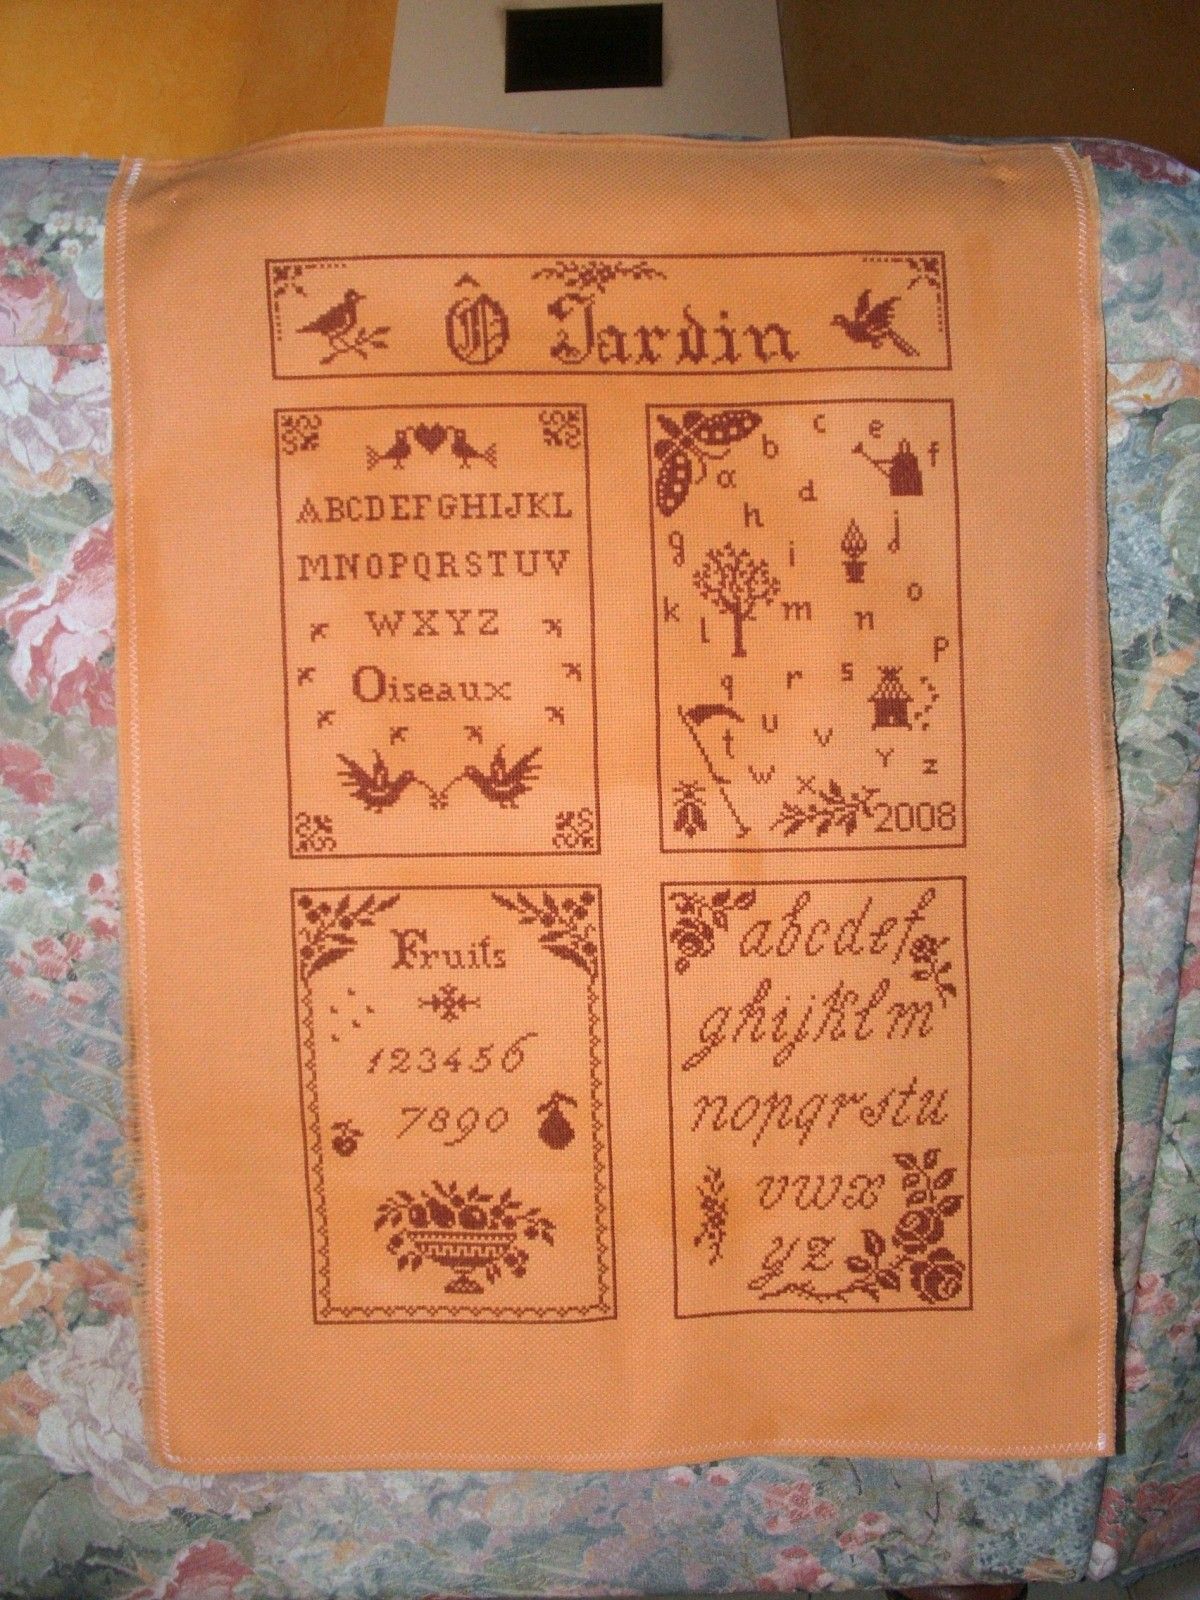 Ô Jardin
ABCDEFGHIJKL
MNOPQRSTUV
WXYZ
Oiseaux
c e
b f
a d
h
g i j
o
k l m n
p
q r s
t u v
w x y z
2008
Fruits
123456
7890
abcdef
ghijklm
nopqrstu
vwx
yz